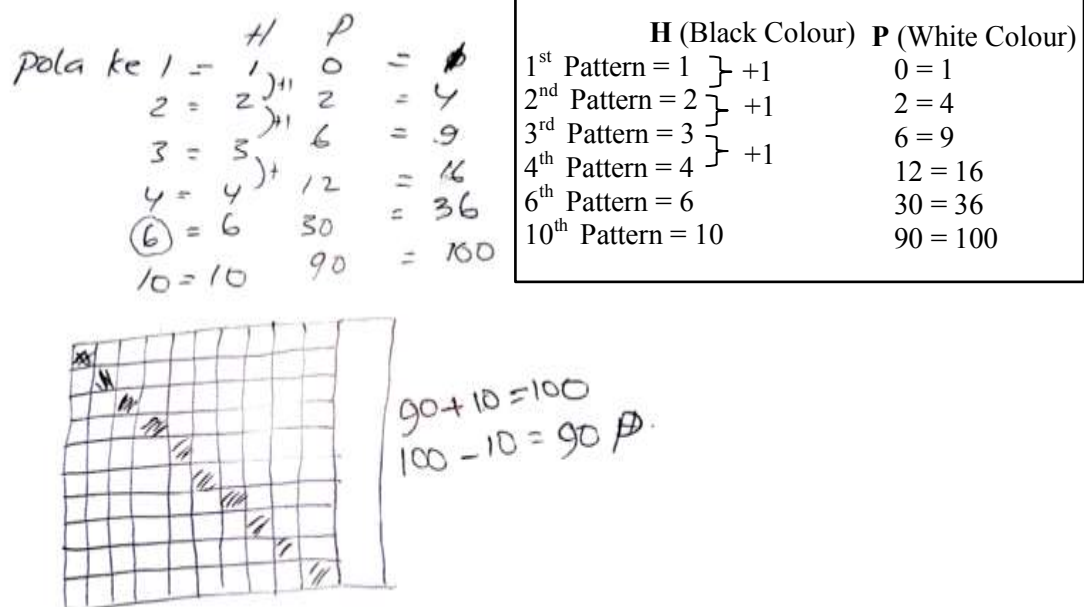 H P
pola ke 1 = 1 0 = 1
2 = 2 )+1 2 = 4
3 = 3 )+1 6 = 9
4 = 4 )+ 12 = 16
6 = 6 30 = 36
10 = 10 90 = 100
H (Black Colour) P (White Colour)
1st Pattern = 1 +1 0 = 1
2nd Pattern = 2 +1 2 = 4
3rd Pattern = 3 +1 6 = 9
4th Pattern = 4 12 = 16
6th Pattern = 6 30 = 36
10th Pattern = 10 90 = 100
90 + 10 = 100
100 - 10 = 90 P.